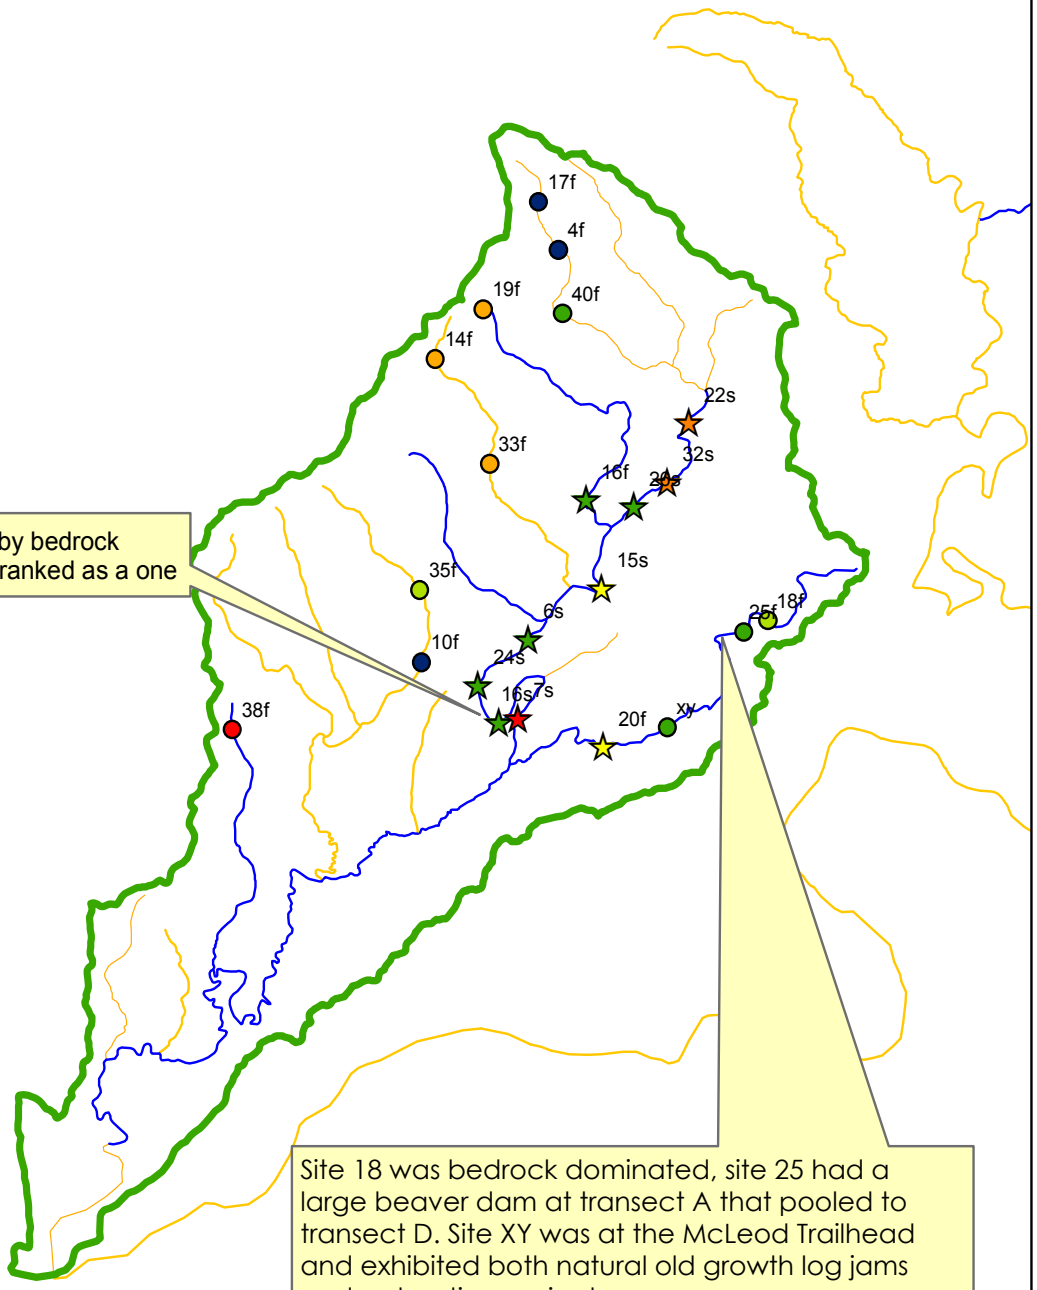 17f
4f
19f
40f
14f
22s
33f
32s
16f
26s
by bedrock
ranked as a one
15s
35f
6s
18f
25f
10f
24s
16s
7s
38f
20f
xy
Site 18 was bedrock dominated, site 25 had a
large beaver dam at transect A that pooled to
transect D. Site XY was at the McLeod Trailhead
and exhibited both natural old growth log jams